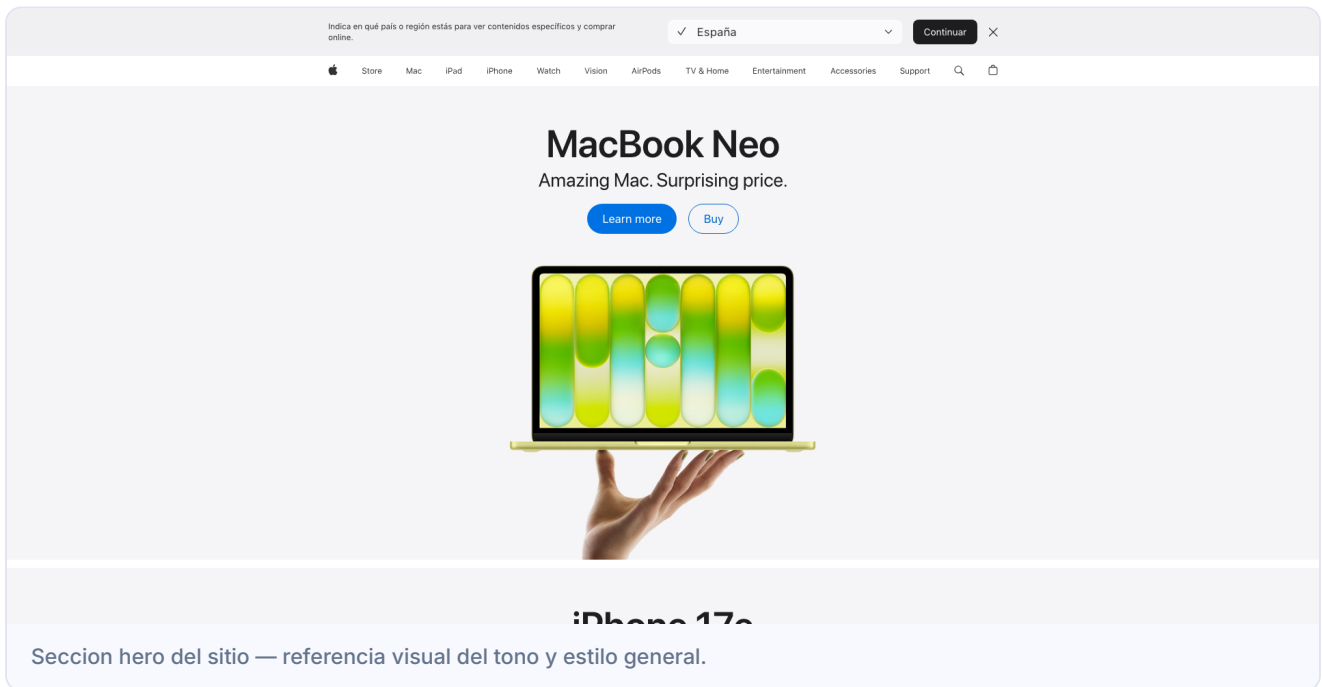 Indica en qué país o región estás para ver contenidos específicos y comprar
online.
España
Continuar
Store Mac iPad iPhone Watch Vision AirPods TV & Home Entertainment Accessories Support
MacBook Neo
Amazing Mac. Surprising price.
Learn more Buy
iPhone 17e
Seccion hero del sitio — referencia visual del tono y estilo general.